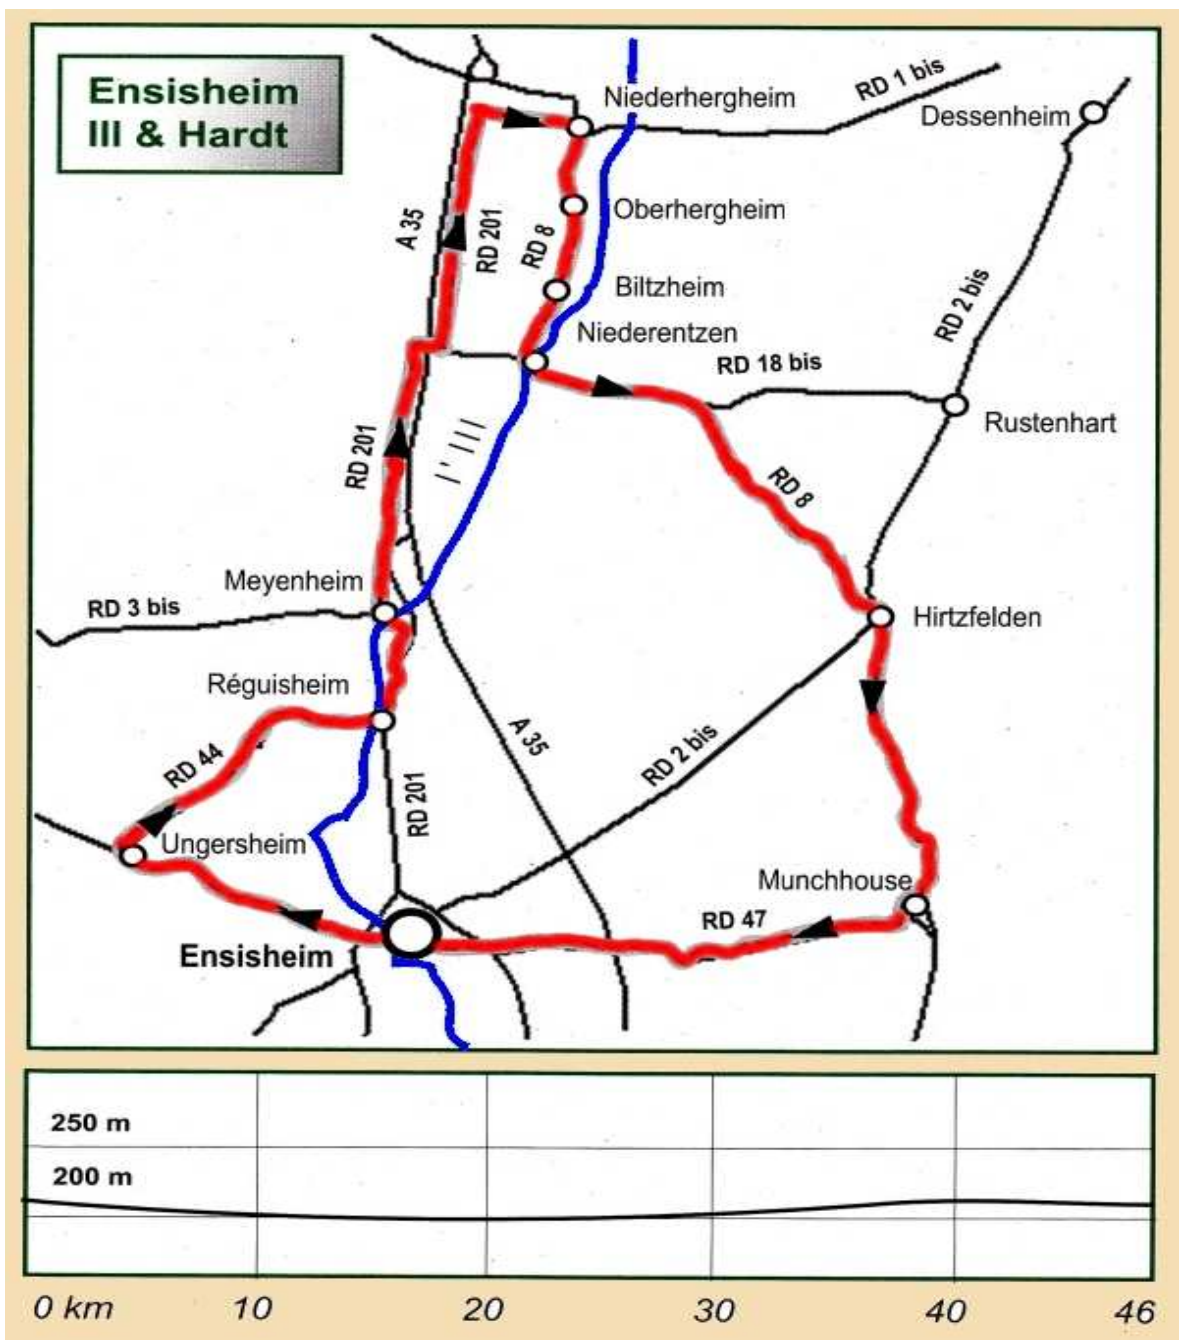 Ensisheim
III & Hardt
Niederhergheim
RD 1 bis
Dessenheim
A 35
RD 201
RD 8
Oberhergheim
Biltzheim
RD 2 bis
Niederentzen
RD 18 bis
Rustenhart
RD 201
l' III
RD 8
Meyenheim
RD 3 bis
Hirtzfelden
Réguisheim
A 35
RD 2 bis
RD 44
RD 201
Ungersheim
Munchhouse
RD 47
Ensisheim
250 m
200 m
0 km 10 20 30 40 46